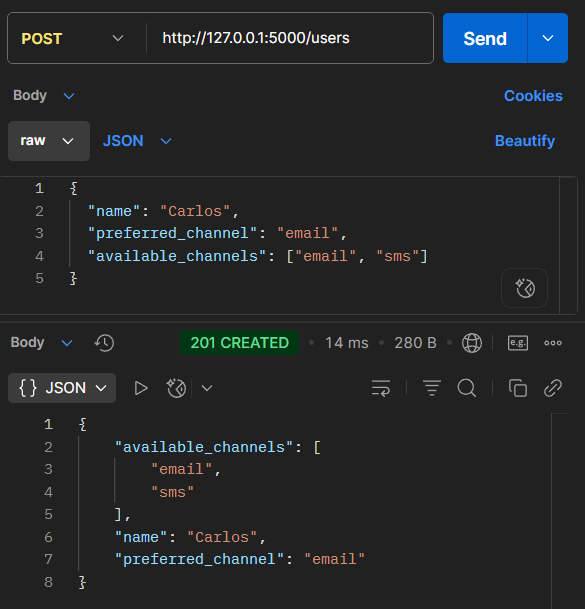 POST http://127.0.0.1:5000/users Send
Body Cookies
raw JSON Beautify
1 {
2 "name": "Carlos",
3 "preferred_channel": "email",
4 "available_channels": ["email", "sms"]
5 }
Body 201 CREATED • 14 ms • 280 B • e.g.
{} JSON
1 {
2 "available_channels": [
3 "email",
4 "sms"
5 ],
6 "name": "Carlos",
7 "preferred_channel": "email"
8 }